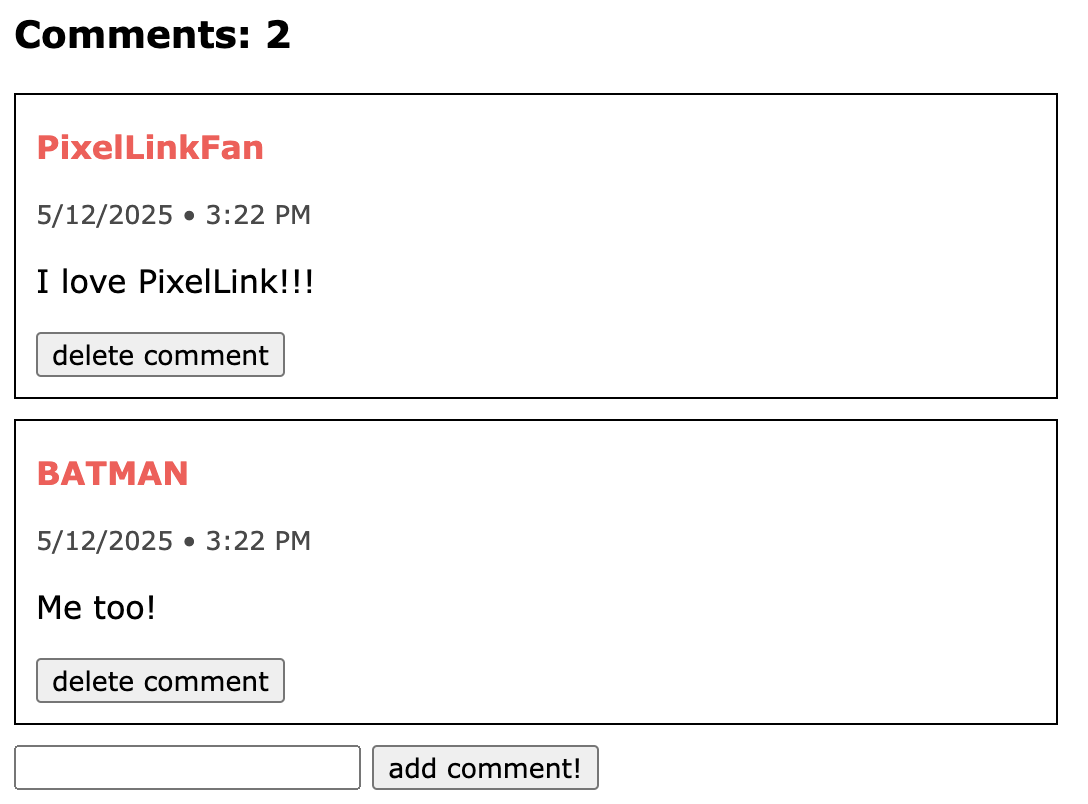 Comments: 2
PixelLinkFan
5/12/2025 • 3:22 PM
I love PixelLink!!!
delete comment
BATMAN
5/12/2025 • 3:22 PM
Me too!
delete comment
add comment!